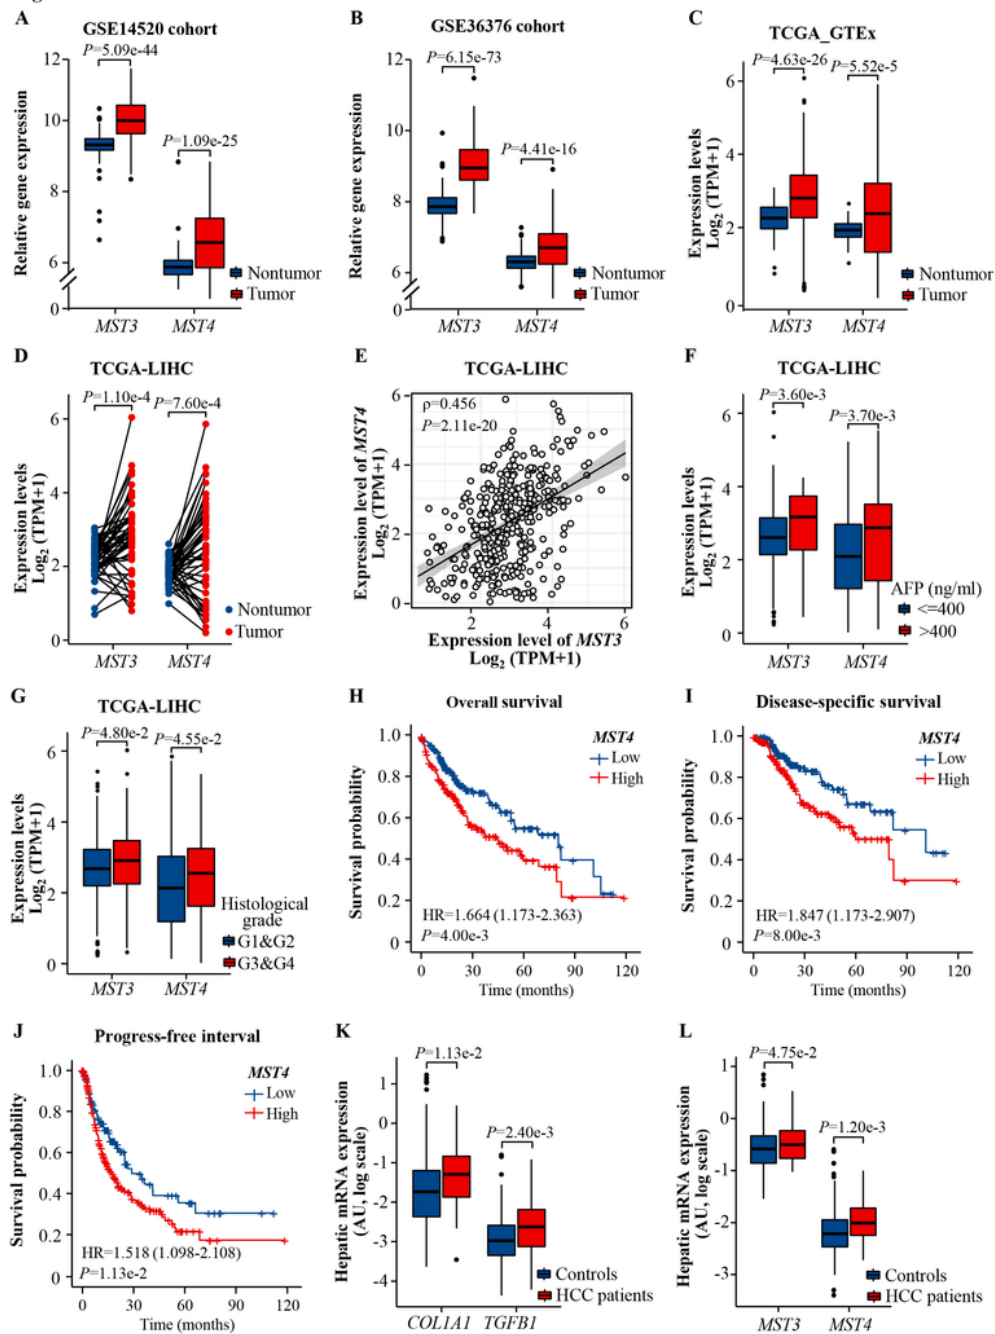 A
GSE14520 cohort
P=5.09e-44
P=1.09e-25
Relative gene expression
12
10
8
6
0
Nontumor
Tumor
MST3
MST4
B
GSE36376 cohort
P=6.15e-73
P=4.41e-16
Relative gene expression
12
10
8
6
0
Nontumor
Tumor
MST3
MST4
C
TCGA_GTEx
P=4.63e-26
P=5.52e-5
Expression levels
Log2 (TPM+1)
6
4
2
0
Nontumor
Tumor
MST3
MST4
D
TCGA-LIHC
P=1.10e-4
P=7.60e-4
Expression levels
Log2 (TPM+1)
6
4
2
0
Nontumor
Tumor
MST3
MST4
E
TCGA-LIHC
ρ=0.456
P=2.11e-20
Expression level of MST4
Log2 (TPM+1)
6
4
2
0
2
4
6
Expression level of MST3
Log2 (TPM+1)
F
TCGA-LIHC
P=3.60e-3
P=3.70e-3
Expression levels
Log2 (TPM+1)
6
4
2
0
AFP (ng/ml)
<=400
>400
MST3
MST4
G
TCGA-LIHC
P=4.80e-2
P=4.55e-2
Expression levels
Log2 (TPM+1)
6
4
2
0
Histological
grade
G1&G2
G3&G4
MST3
MST4
H
Overall survival
MST4
Low
High
Survival probability
1.0
0.8
0.6
0.4
0.2
0
HR=1.664 (1.173-2.363)
P=4.00e-3
0
30
60
90
120
Time (months)
I
Disease-specific survival
MST4
Low
High
Survival probability
1.0
0.8
0.6
0.4
0.2
0
HR=1.847 (1.173-2.907)
P=8.00e-3
0
30
60
90
120
Time (months)
J
Progress-free interval
MST4
Low
High
Survival probability
1.0
0.8
0.6
0.4
0.2
0
HR=1.518 (1.098-2.108)
P=1.13e-2
0
30
60
90
120
Time (months)
K
P=1.13e-2
P=2.40e-3
Hepatic mRNA expression
(AU, log scale)
1
0
-1
-2
-3
-4
Controls
HCC patients
COL1A1
TGFB1
L
P=4.75e-2
P=1.20e-3
Hepatic mRNA expression
(AU, log scale)
1
0
-1
-2
-3
Controls
HCC patients
MST3
MST4